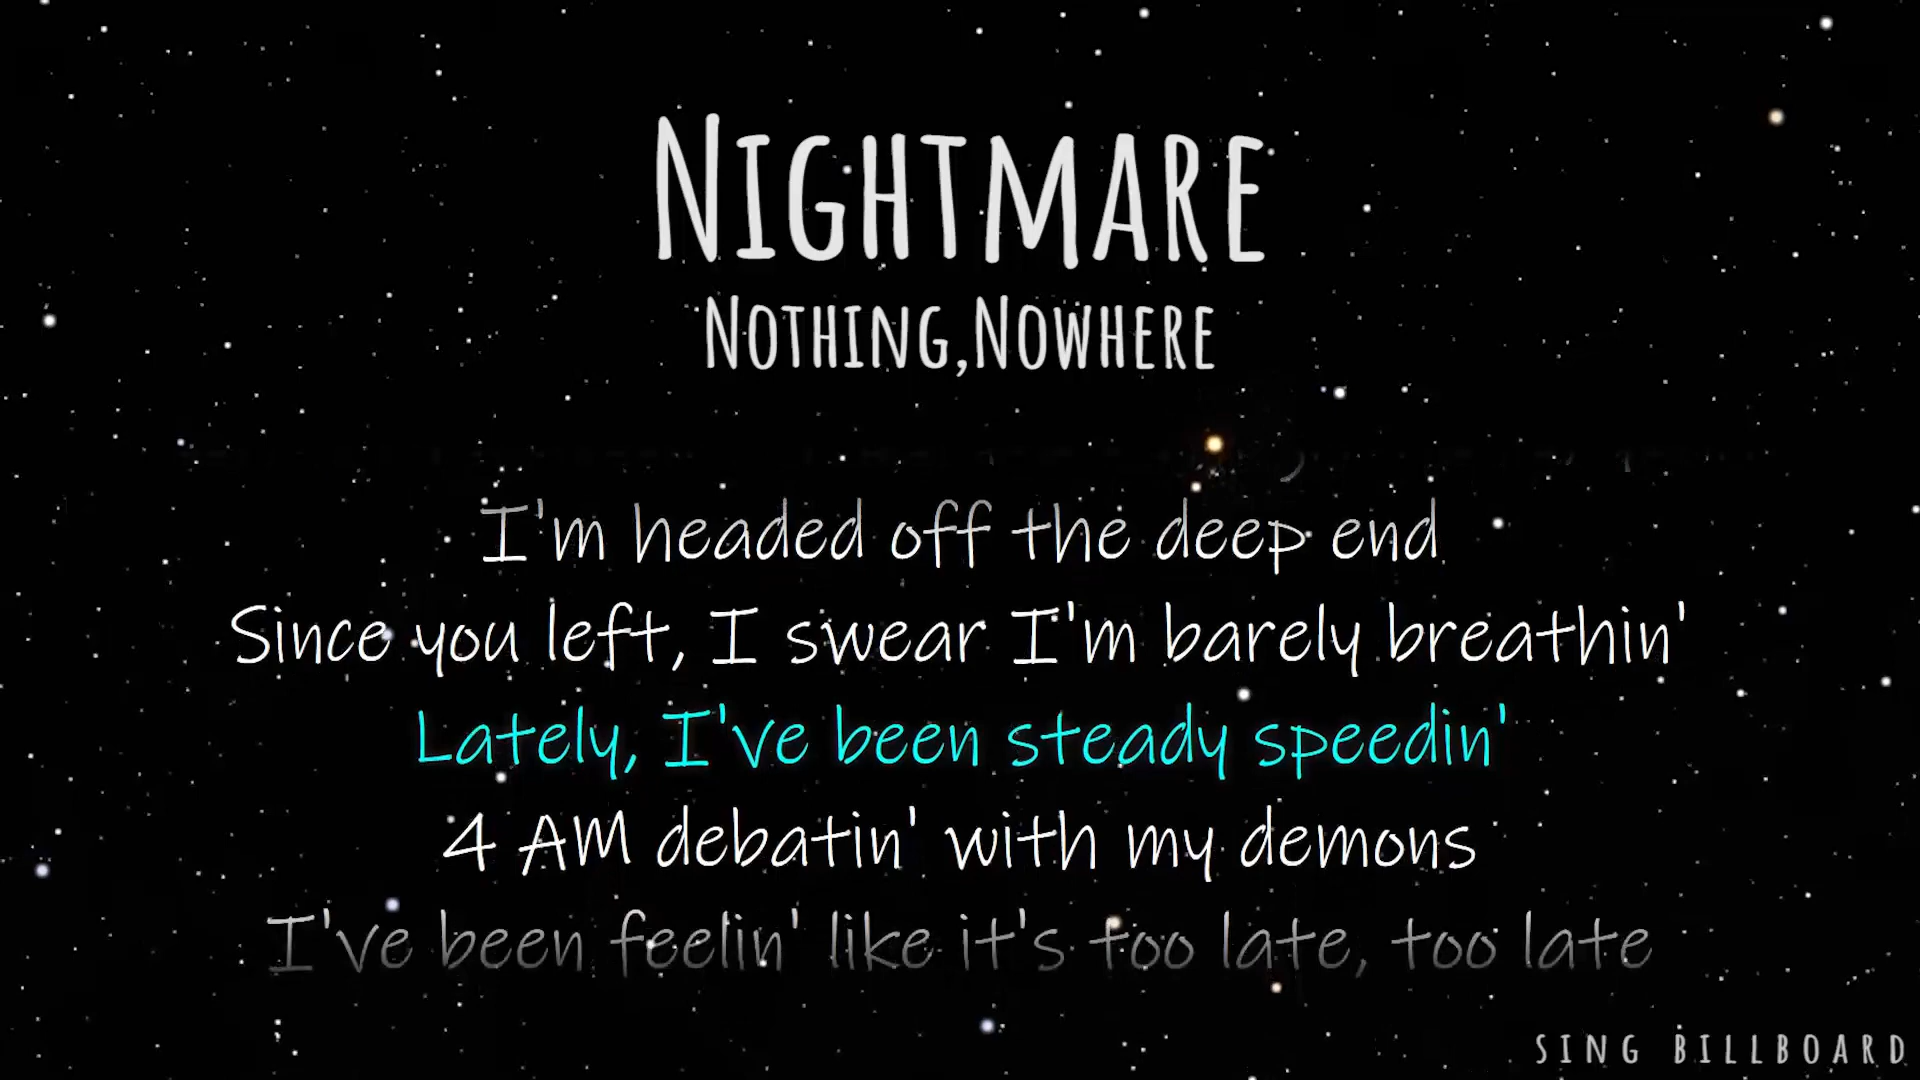 Nightmare
Nothing,Nowhere
I'm headed off the deep end
Since you left, I swear I'm barely breathin'
Lately, I've been steady speedin'
4 AM debatin' with my demons
I've been feelin' like it's too late, too late
SING BILLBOARD